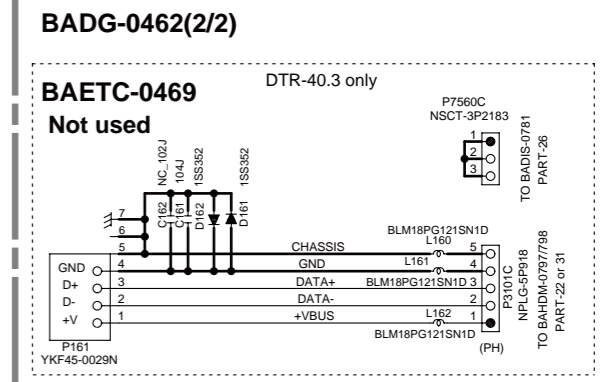 BADG-0462(2/2)
DTR-40.3 only
BAETC-0469
Not used
P7560C
NSCT-3P2183
1
2
3
TO BADIS-0781
PART-26
NC_102J
104J
1SS352
1SS352
C162
C161
D162
D161
7
6
5
CHASSIS
BLM18PG121SN1D
L160
5
GND
4
GND
L161
4
D+
3
DATA+
BLM18PG121SN1D
3
D-
2
DATA-
2
+V
1
+VBUS
L162
1
BLM18PG121SN1D
P161
YKF45-0029N
(PH)
P3101C
NPLG-5P918
TO BAHDM-0797/798
PART-22 or 31